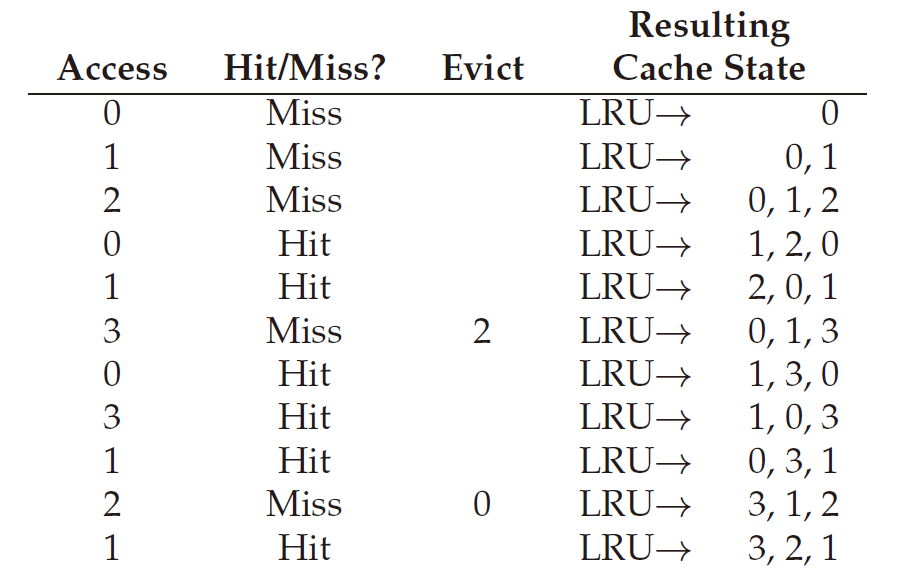 Resulting
Access Hit/Miss? Evict Cache State
0 Miss LRU→ 0
1 Miss LRU→ 0, 1
2 Miss LRU→ 0, 1, 2
0 Hit LRU→ 1, 2, 0
1 Hit LRU→ 2, 0, 1
3 Miss 2 LRU→ 0, 1, 3
0 Hit LRU→ 1, 3, 0
3 Hit LRU→ 1, 0, 3
1 Hit LRU→ 0, 3, 1
2 Miss 0 LRU→ 3, 1, 2
1 Hit LRU→ 3, 2, 1